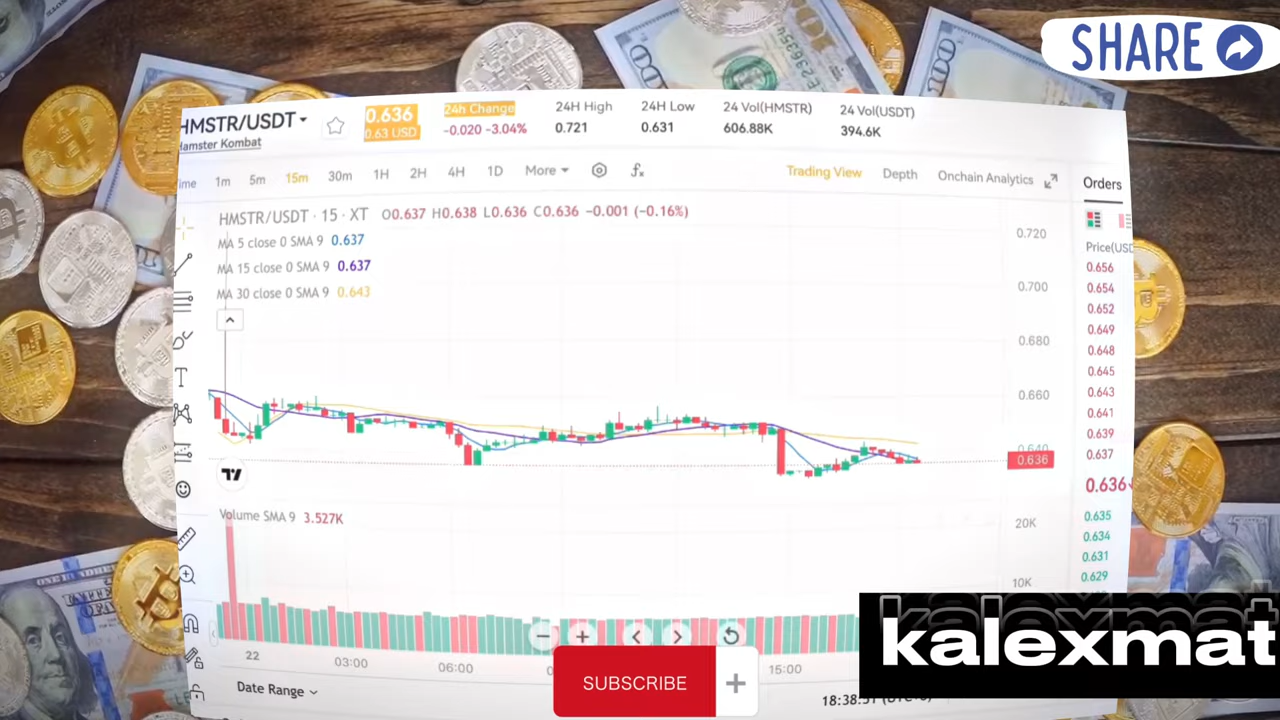 SHARE
HMSTR/USDT
Hamster Kombat
0.636
0.63 USD
24h Change
-0.020 -3.04%
24H High
0.721
24H Low
0.631
24 Vol(HMSTR)
606.88K
24 Vol(USDT)
394.6K
ime 1m 5m 15m 30m 1H 2H 4H 1D More
Trading View Depth Onchain Analytics
Orders
HMSTR/USDT · 15 · XT O0.637 H0.638 L0.636 C0.636 −0.001 (−0.16%)
MA 5 close 0 SMA 9 0.637
MA 15 close 0 SMA 9 0.637
MA 30 close 0 SMA 9 0.643
0.720
0.700
0.680
0.660
0.640
0.636
Price(USD
0.656
0.654
0.652
0.649
0.648
0.645
0.643
0.641
0.639
0.637
0.636
0.635
0.634
0.631
0.629
Volume SMA 9 3.527K
20K
10K
22 03:00 06:00 15:00
Date Range
SUBSCRIBE
kalexmat